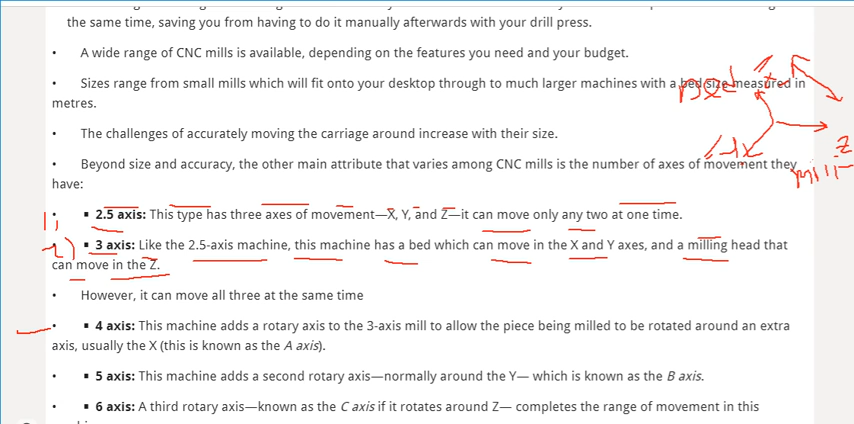 the same time, saving you from having to do it manually afterwards with your drill press.
• A wide range of CNC mills is available, depending on the features you need and your budget.
• Sizes range from small mills which will fit onto your desktop through to much larger machines with a bed size measured in
metres.
• The challenges of accurately moving the carriage around increase with their size.
• Beyond size and accuracy, the other main attribute that varies among CNC mills is the number of axes of movement they
have:
• ▪ 2.5 axis: This type has three axes of movement—X, Y, and Z—it can move only any two at one time.
• ▪ 3 axis: Like the 2.5-axis machine, this machine has a bed which can move in the X and Y axes, and a milling head that
can move in the Z.
• However, it can move all three at the same time
• ▪ 4 axis: This machine adds a rotary axis to the 3-axis mill to allow the piece being milled to be rotated around an extra
axis, usually the X (this is known as the A axis).
• ▪ 5 axis: This machine adds a second rotary axis—normally around the Y— which is known as the B axis.
• ▪ 6 axis: A third rotary axis—known as the C axis if it rotates around Z— completes the range of movement in this
bed
z
mill
1)
2)